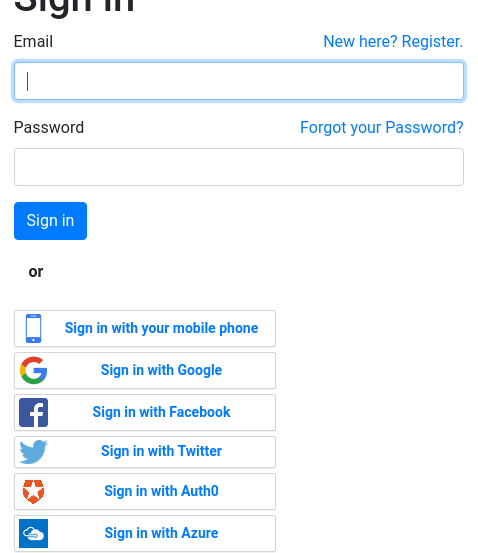 Sign in
Email New here? Register.
Password Forgot your Password?
Sign in
or
Sign in with your mobile phone
Sign in with Google
Sign in with Facebook
Sign in with Twitter
Sign in with Auth0
Sign in with Azure